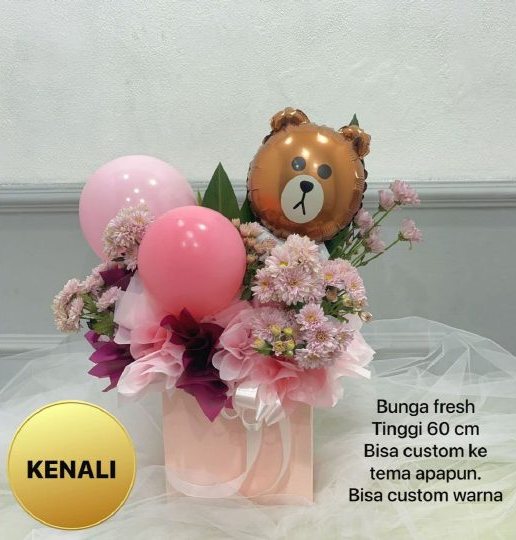 KENALI
Bunga fresh
Tinggi 60 cm
Bisa custom ke
tema apapun.
Bisa custom warna